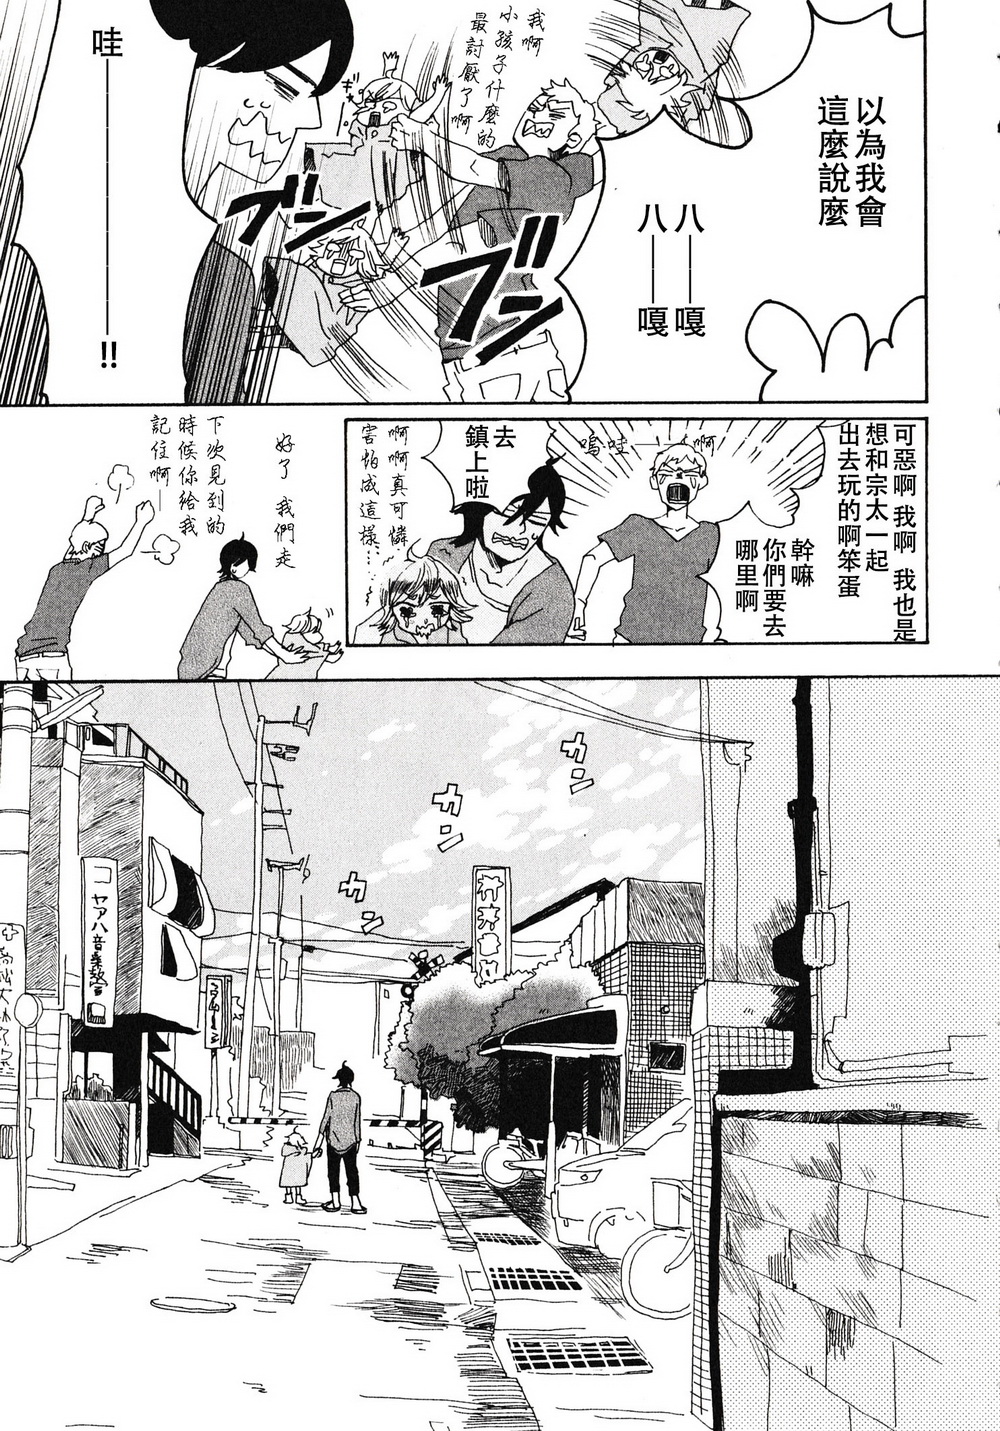 以為我會
這麼說麼
八——嘎
八——嘎
我啊
小孩子什麼的
最討厭了啊
ブンッ
ブンッ
哇——!!
可惡啊 我啊 我也是
想和宗太一起
出去玩的啊笨蛋
嗚哇——啊
幹嘛
你們要去
哪里啊
去
鎮上啦
啊啊啊真可憐
害怕成這樣…
好了 我們走
下次見到的
時候你給我
記住啊—
カン
カン
カン
ヤアハ音楽教室